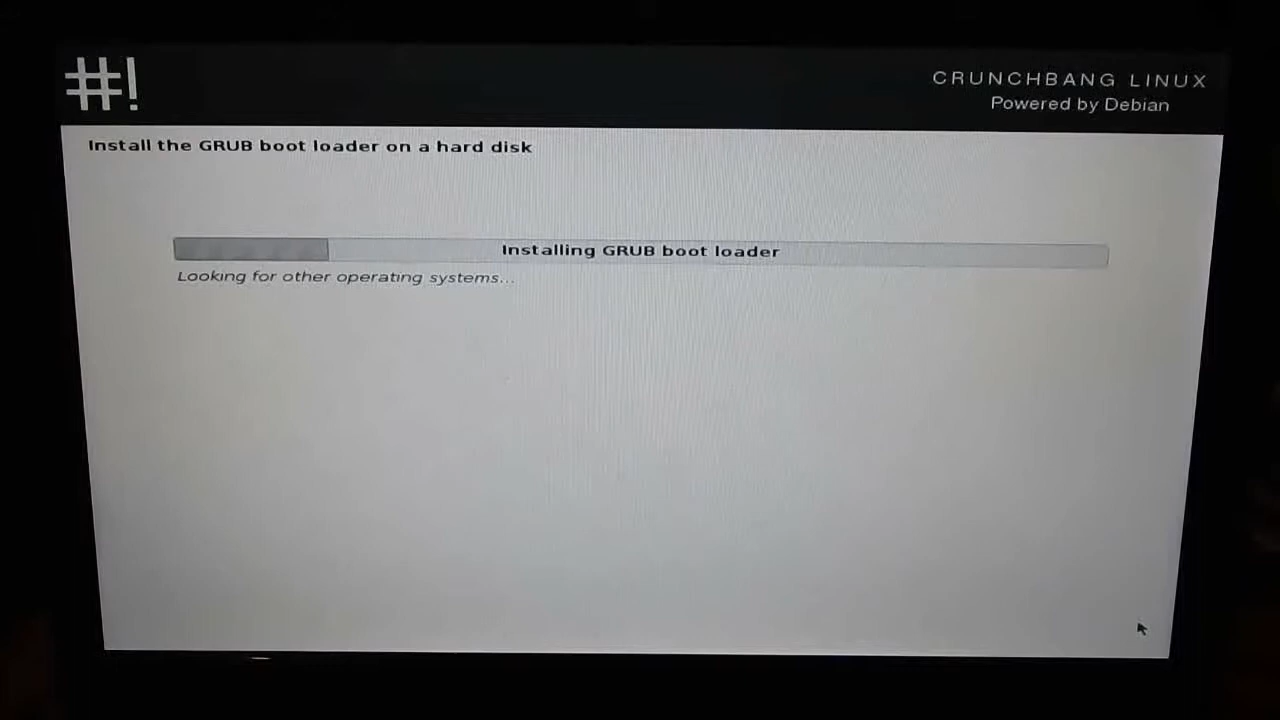 #!
CRUNCHBANG LINUX
Powered by Debian
Install the GRUB boot loader on a hard disk
Installing GRUB boot loader
Looking for other operating systems...